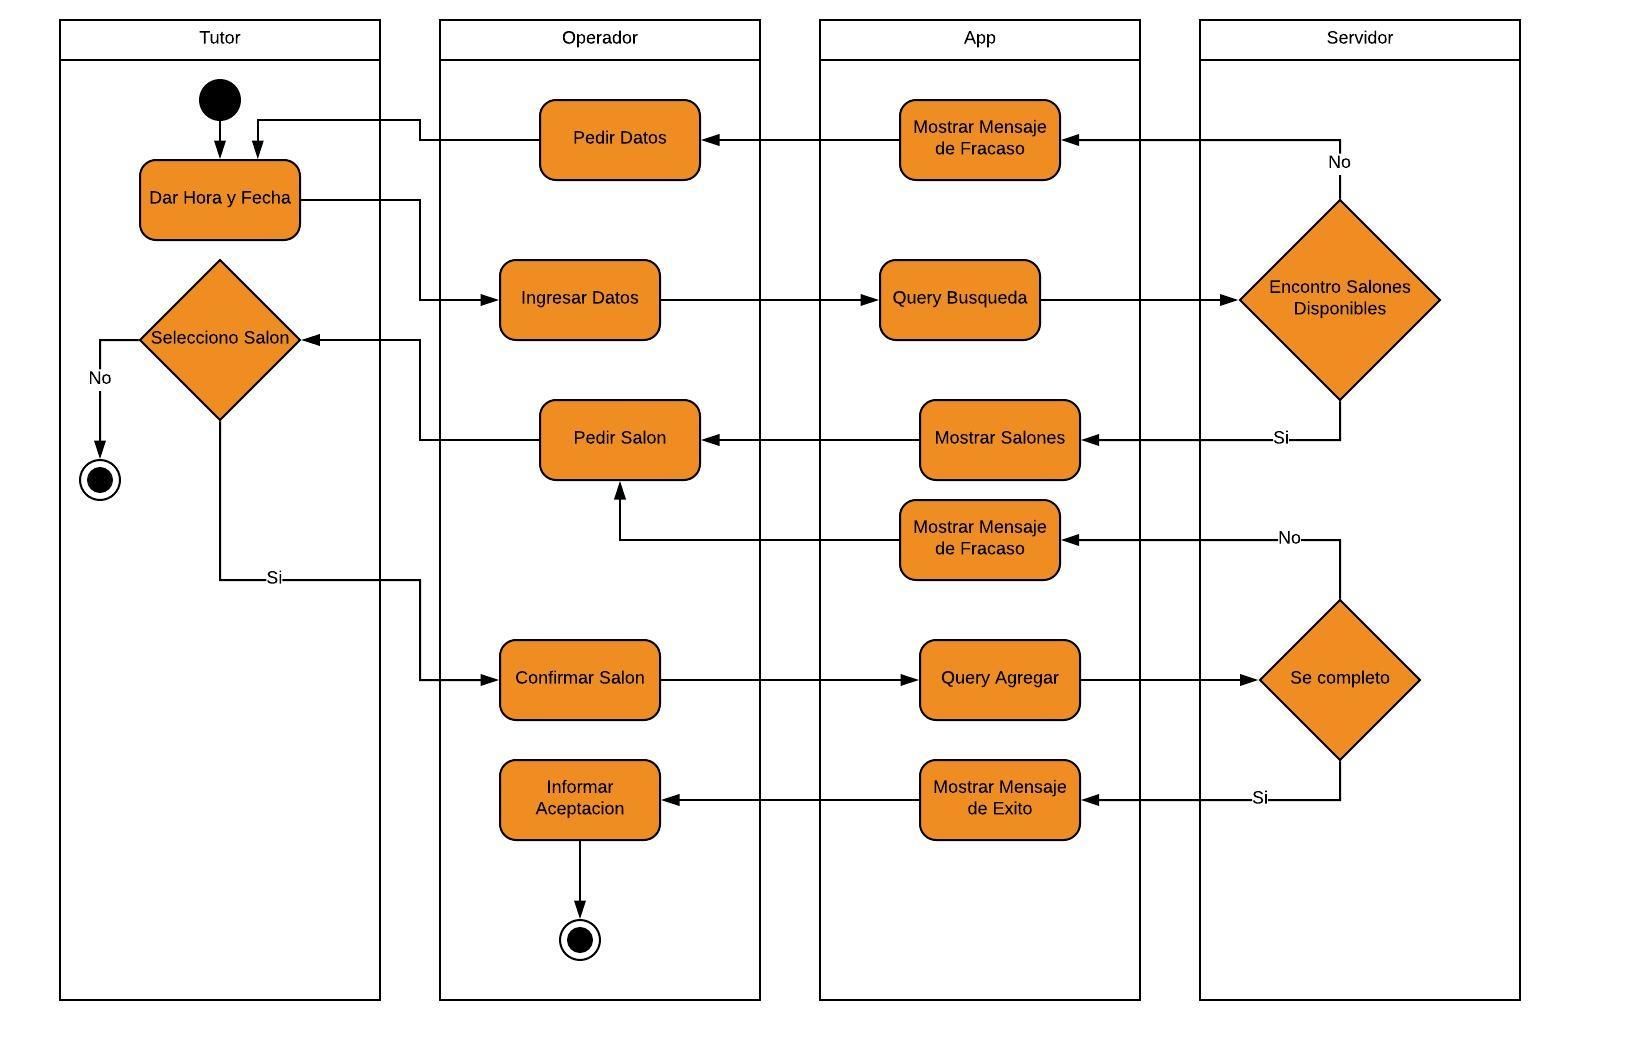 Tutor
Operador
App
Servidor
Pedir Datos
Mostrar Mensaje
de Fracaso
No
Dar Hora y Fecha
Ingresar Datos
Query Busqueda
Encontro Salones
Disponibles
Selecciono Salon
No
Pedir Salon
Mostrar Salones
Si
Mostrar Mensaje
de Fracaso
No
Si
Confirmar Salon
Query Agregar
Se completo
Informar
Aceptacion
Mostrar Mensaje
de Exito
Si